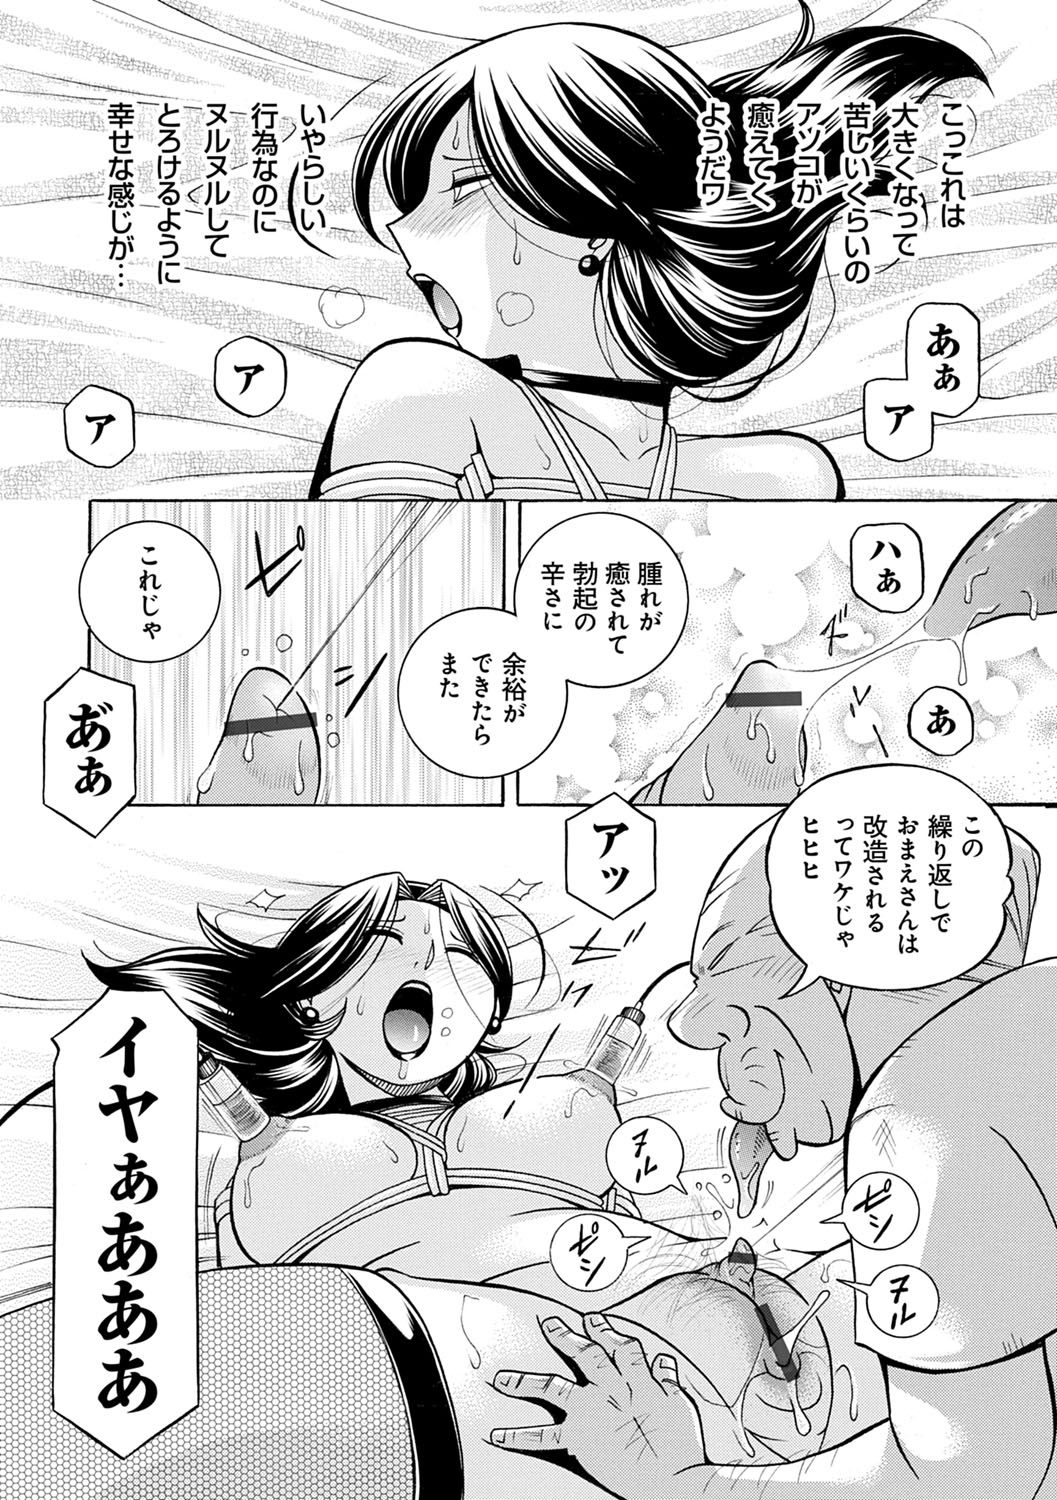 こっこれは
大きくなって
苦しいくらいの
アソコが
癒えてく
ようだワ
いやらしい
行為なのに
ヌルヌルして
とろけるように
幸せな感じが…
ああ
ア
ア
ア
ハぁ
ド
あ
腫れが
癒されて
勃起の
辛さに
余裕が
できたら
また
ピ
これじゃ
あ゛ぁ
この
繰り返しで
おまえさんは
改造される
ってワケじゃ
ヒヒヒ
アッ
イヤぁあああ
ヌル
ピシ
ピシ
ヌル